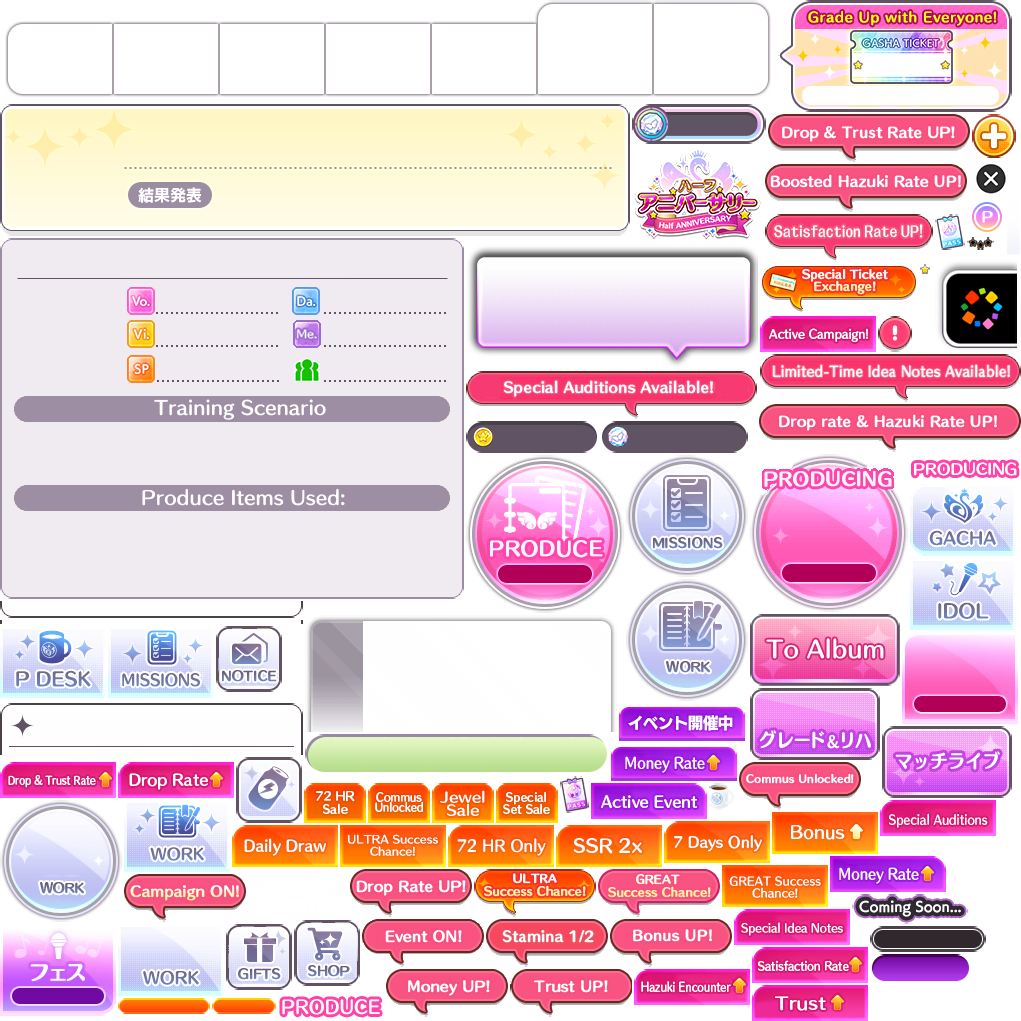 Grade Up with Everyone!
GASHA TICKET
Drop & Trust Rate UP!
Boosted Hazuki Rate UP!
結果発表
ハーフ
アニバーサリー
Half ANNIVERSARY
Satisfaction Rate UP!
PASS
P
Special Ticket
Exchange!
Vo.
Da.
Vi.
Me.
SP
Active Campaign!
Limited-Time Idea Notes Available!
Special Auditions Available!
Training Scenario
Drop rate & Hazuki Rate UP!
Produce Items Used:
PRODUCING
PRODUCING
GACHA
PRODUCE
MISSIONS
IDOL
P DESK
MISSIONS
NOTICE
WORK
To Album
イベント開催中
グレード&リハ
マッチライブ
Money Rate
Drop & Trust Rate
Drop Rate
Commus Unlocked!
72 HR
Sale
Commus
Unlocked
Jewel
Sale
Special
Set Sale
PASS
Active Event
Special Auditions
WORK
Daily Draw
ULTRA Success
Chance!
72 HR Only
SSR 2x
7 Days Only
Bonus
WORK
Campaign ON!
Drop Rate UP!
ULTRA
Success Chance!
GREAT
Success Chance!
GREAT Success
Chance!
Money Rate
Coming Soon...
Event ON!
Stamina 1/2
Bonus UP!
Special Idea Notes
フェス
WORK
GIFTS
SHOP
Satisfaction Rate
Money UP!
Trust UP!
Hazuki Encounter
Trust
PRODUCE